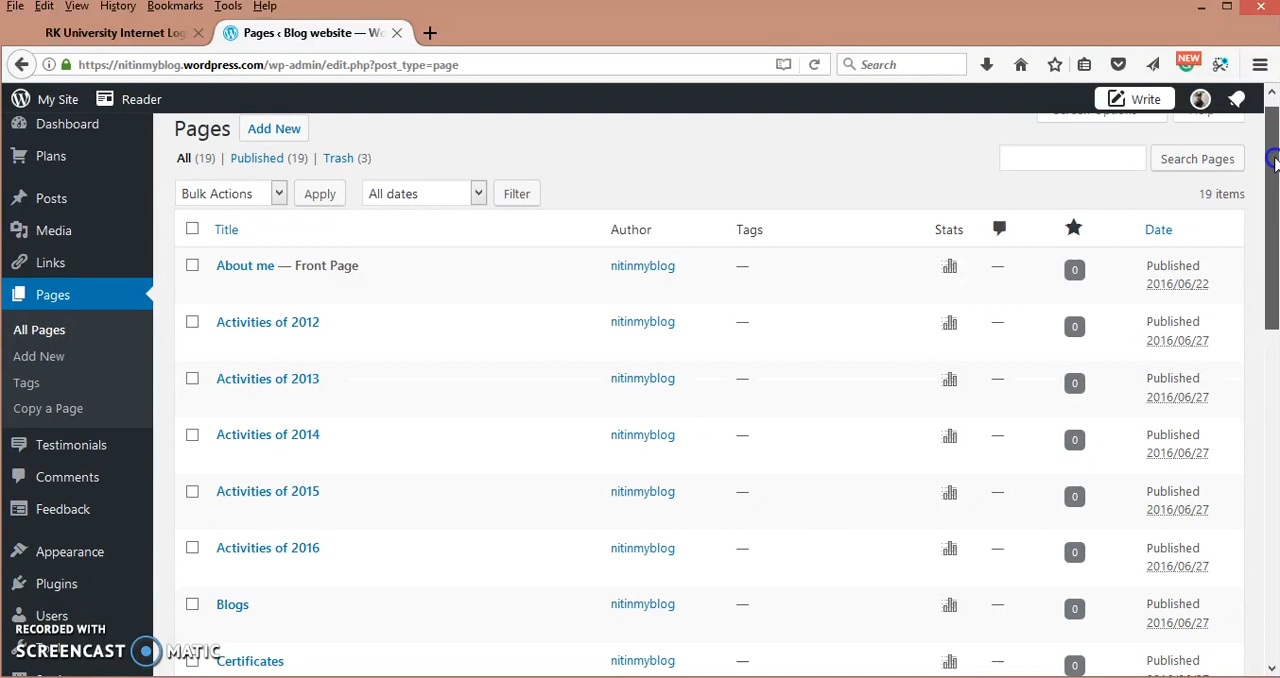 File Edit View History Bookmarks Tools Help
RK University Internet Log Pages ‹ Blog website — Wo
https://nitinmyblog.wordpress.com/wp-admin/edit.php?post_type=page Search NEW
My Site Reader Write
Dashboard
Plans
Posts
Media
Links
Pages
All Pages
Add New
Tags
Copy a Page
Testimonials
Comments
Feedback
Appearance
Plugins
Users
RECORDED WITH
SCREENCAST MATIC
Pages Add New
All (19) | Published (19) | Trash (3)
Search Pages
Bulk Actions Apply All dates Filter 19 items
Title Author Tags Stats Date
About me — Front Page nitinmyblog — — 0 Published
2016/06/22
Activities of 2012 nitinmyblog — — 0 Published
2016/06/27
Activities of 2013 nitinmyblog — — 0 Published
2016/06/27
Activities of 2014 nitinmyblog — — 0 Published
2016/06/27
Activities of 2015 nitinmyblog — — 0 Published
2016/06/27
Activities of 2016 nitinmyblog — — 0 Published
2016/06/27
Blogs nitinmyblog — — 0 Published
2016/06/27
Certificates nitinmyblog — — 0 Published